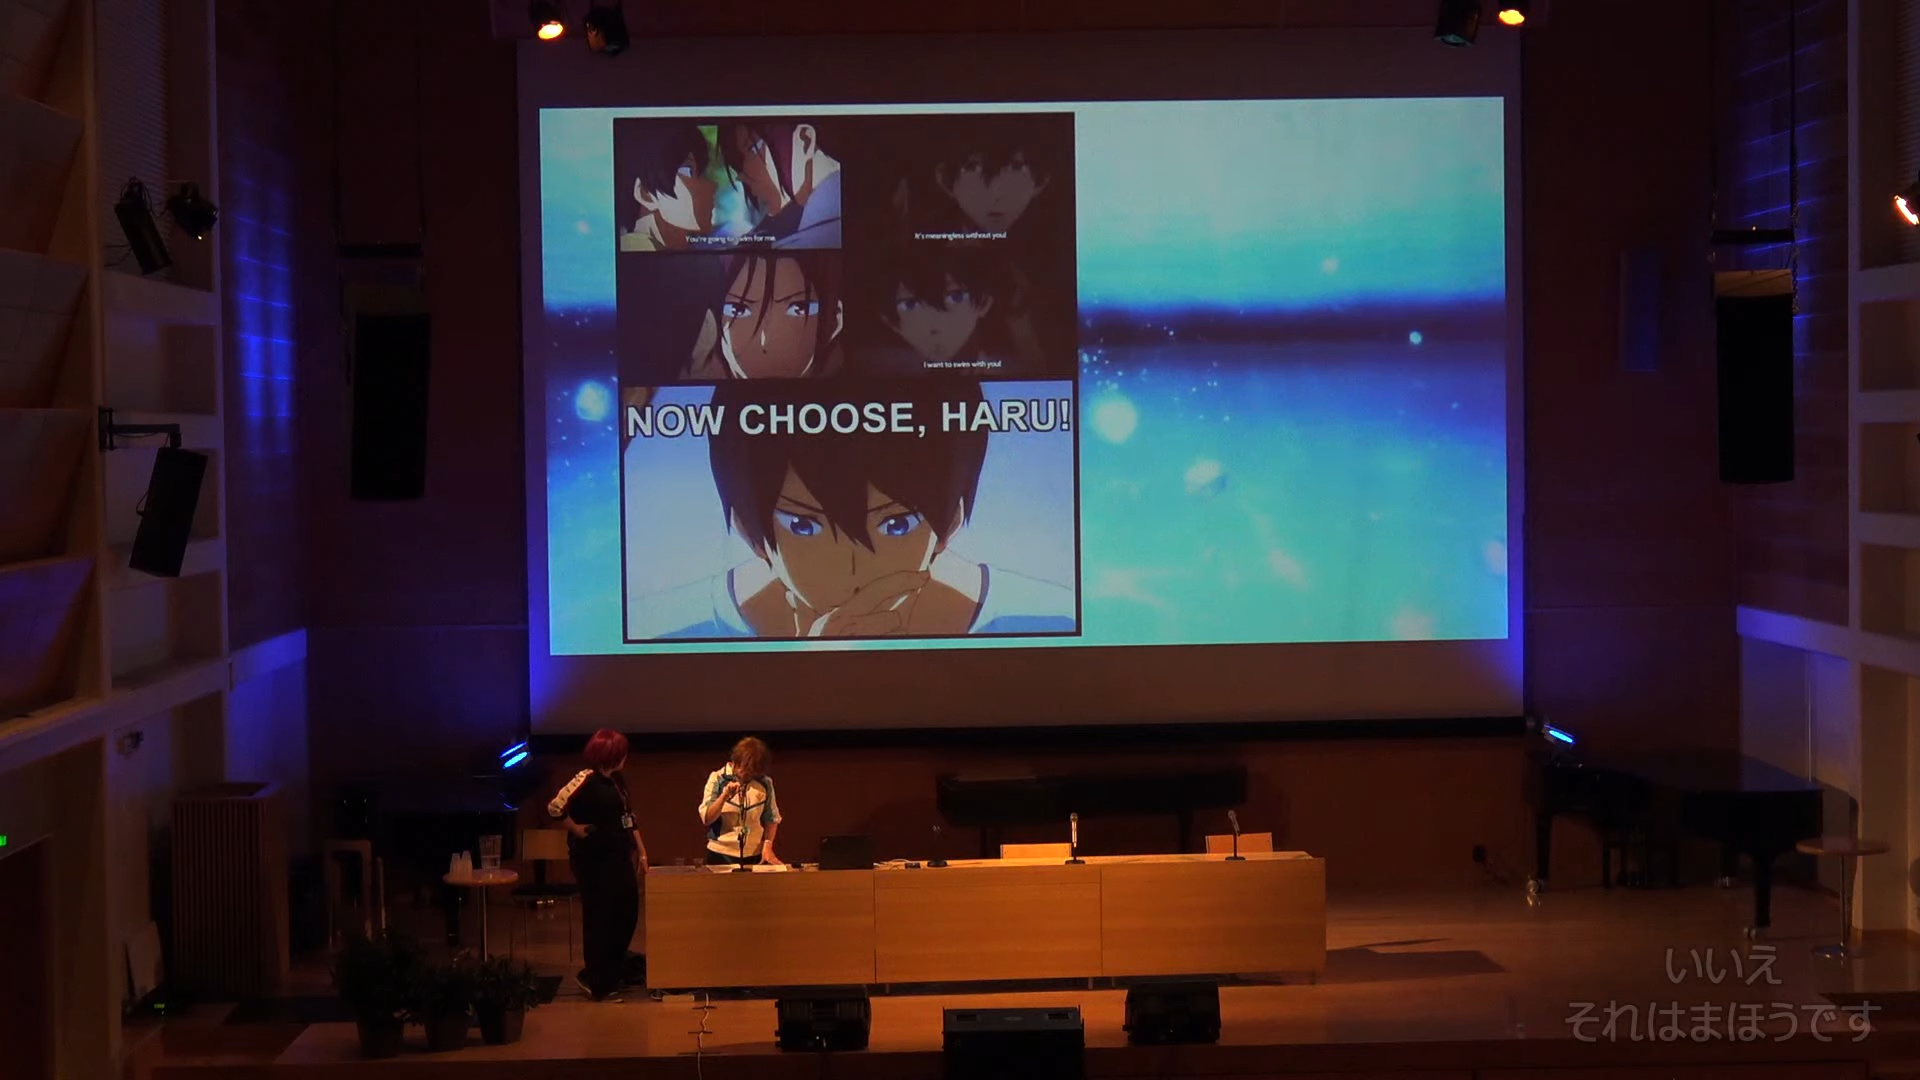 You're going to swim for me.
It's meaningless without you!
I want to swim with you!
NOW CHOOSE, HARU!
いいえ
それはまほうです